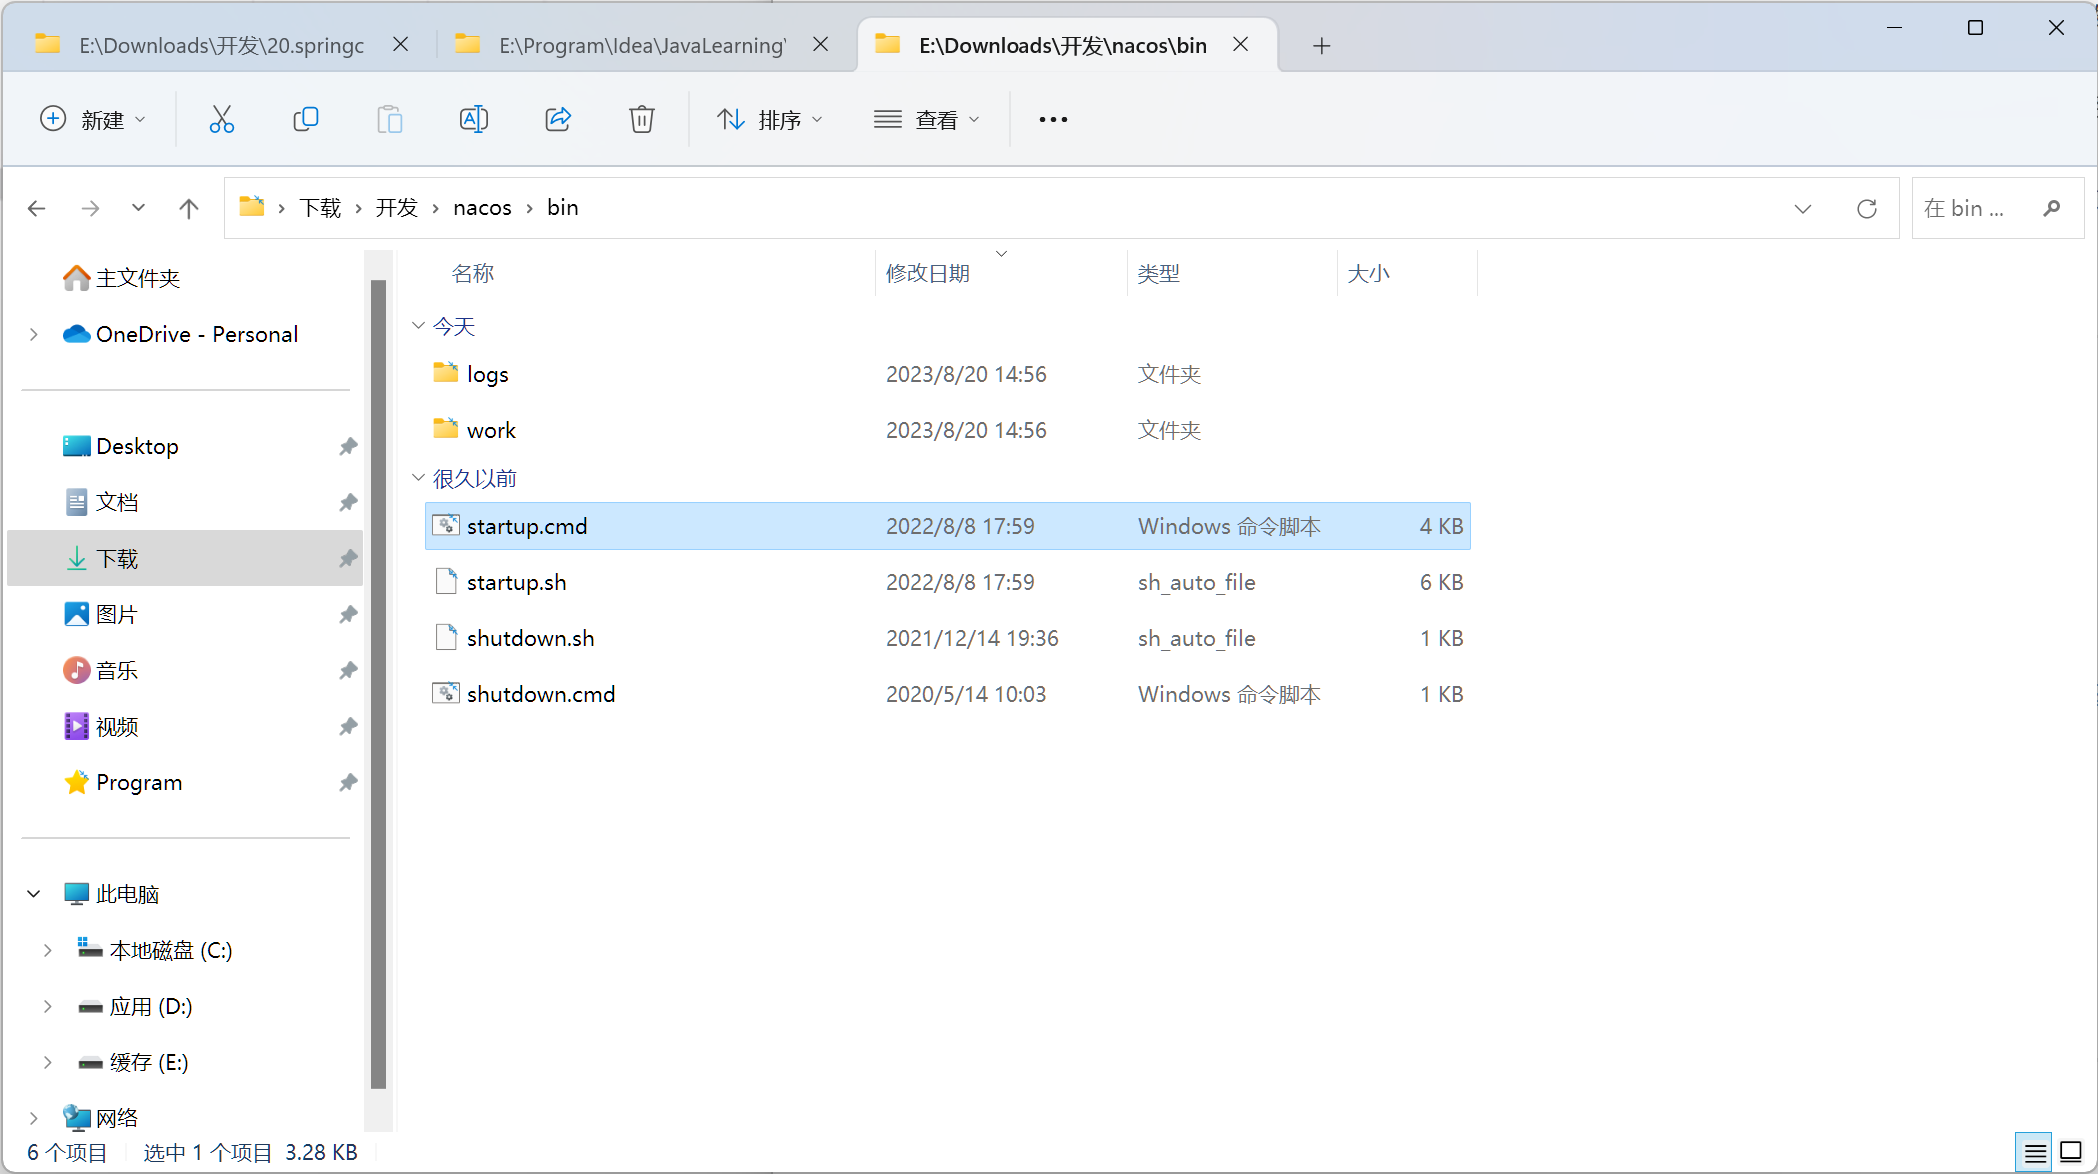 E:\Downloads\开发\20.springc
E:\Program\Idea\JavaLearning\
E:\Downloads\开发\nacos\bin
新建
排序
查看
下载 › 开发 › nacos › bin
在 bin ...
主文件夹
OneDrive - Personal
Desktop
文档
下载
图片
音乐
视频
Program
此电脑
本地磁盘 (C:)
应用 (D:)
缓存 (E:)
网络
名称 修改日期 类型 大小
今天
logs 2023/8/20 14:56 文件夹
work 2023/8/20 14:56 文件夹
很久以前
startup.cmd 2022/8/8 17:59 Windows 命令脚本 4 KB
startup.sh 2022/8/8 17:59 sh_auto_file 6 KB
shutdown.sh 2021/12/14 19:36 sh_auto_file 1 KB
shutdown.cmd 2020/5/14 10:03 Windows 命令脚本 1 KB
6 个项目 选中 1 个项目 3.28 KB